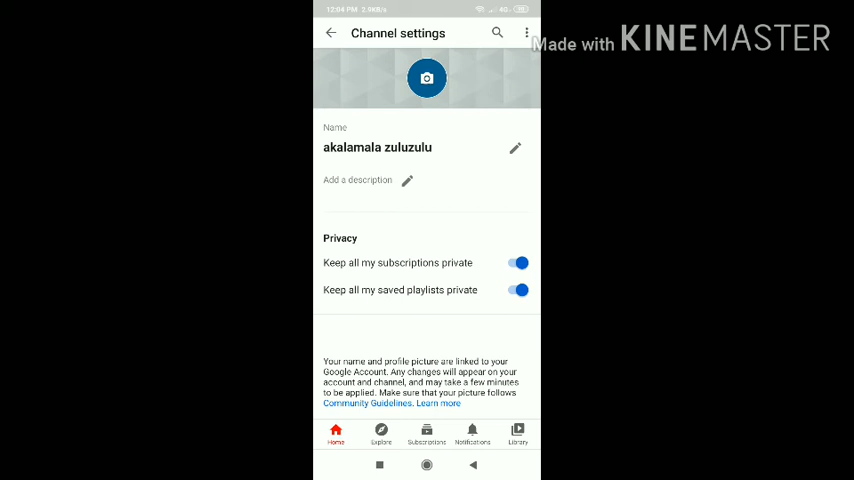 12:04 PM 2.9KB/s 4G
Channel settings
Made with KINEMASTER
Name
akalamala zuluzulu
Add a description
Privacy
Keep all my subscriptions private
Keep all my saved playlists private
Your name and profile picture are linked to your
Google Account. Any changes will appear on your
account and channel, and may take a few minutes
to be applied. Make sure that your picture follows
Community Guidelines. Learn more
Home Explore Subscriptions Notifications Library